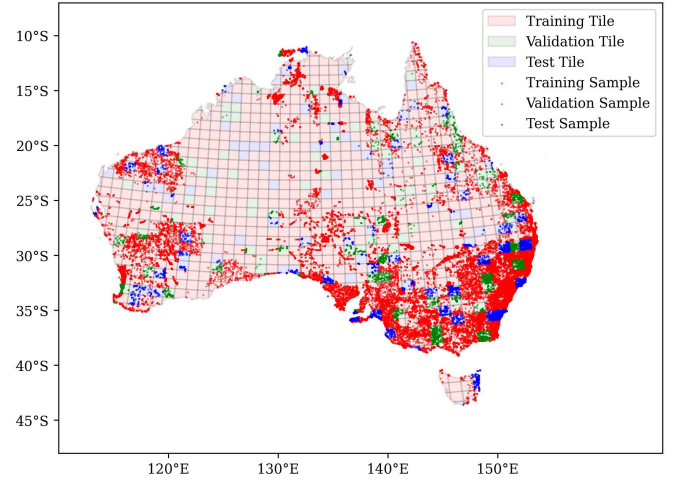 Training Tile
Validation Tile
Test Tile
Training Sample
Validation Sample
Test Sample
10°S
15°S
20°S
25°S
30°S
35°S
40°S
45°S
120°E 130°E 140°E 150°E